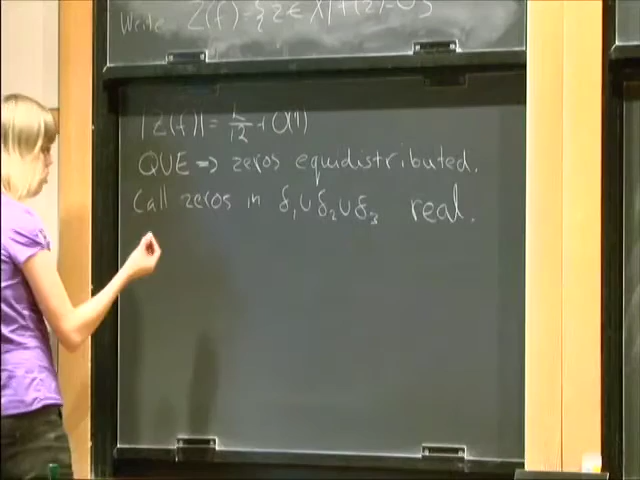 Write Z(f) = {z ∈ X | f(z) = 0}
|Z(f)| = k/12 + O(1)
QUE ⇒ zeros equidistributed.
Call zeros in δ₁ ∪ δ₂ ∪ δ₃ real.